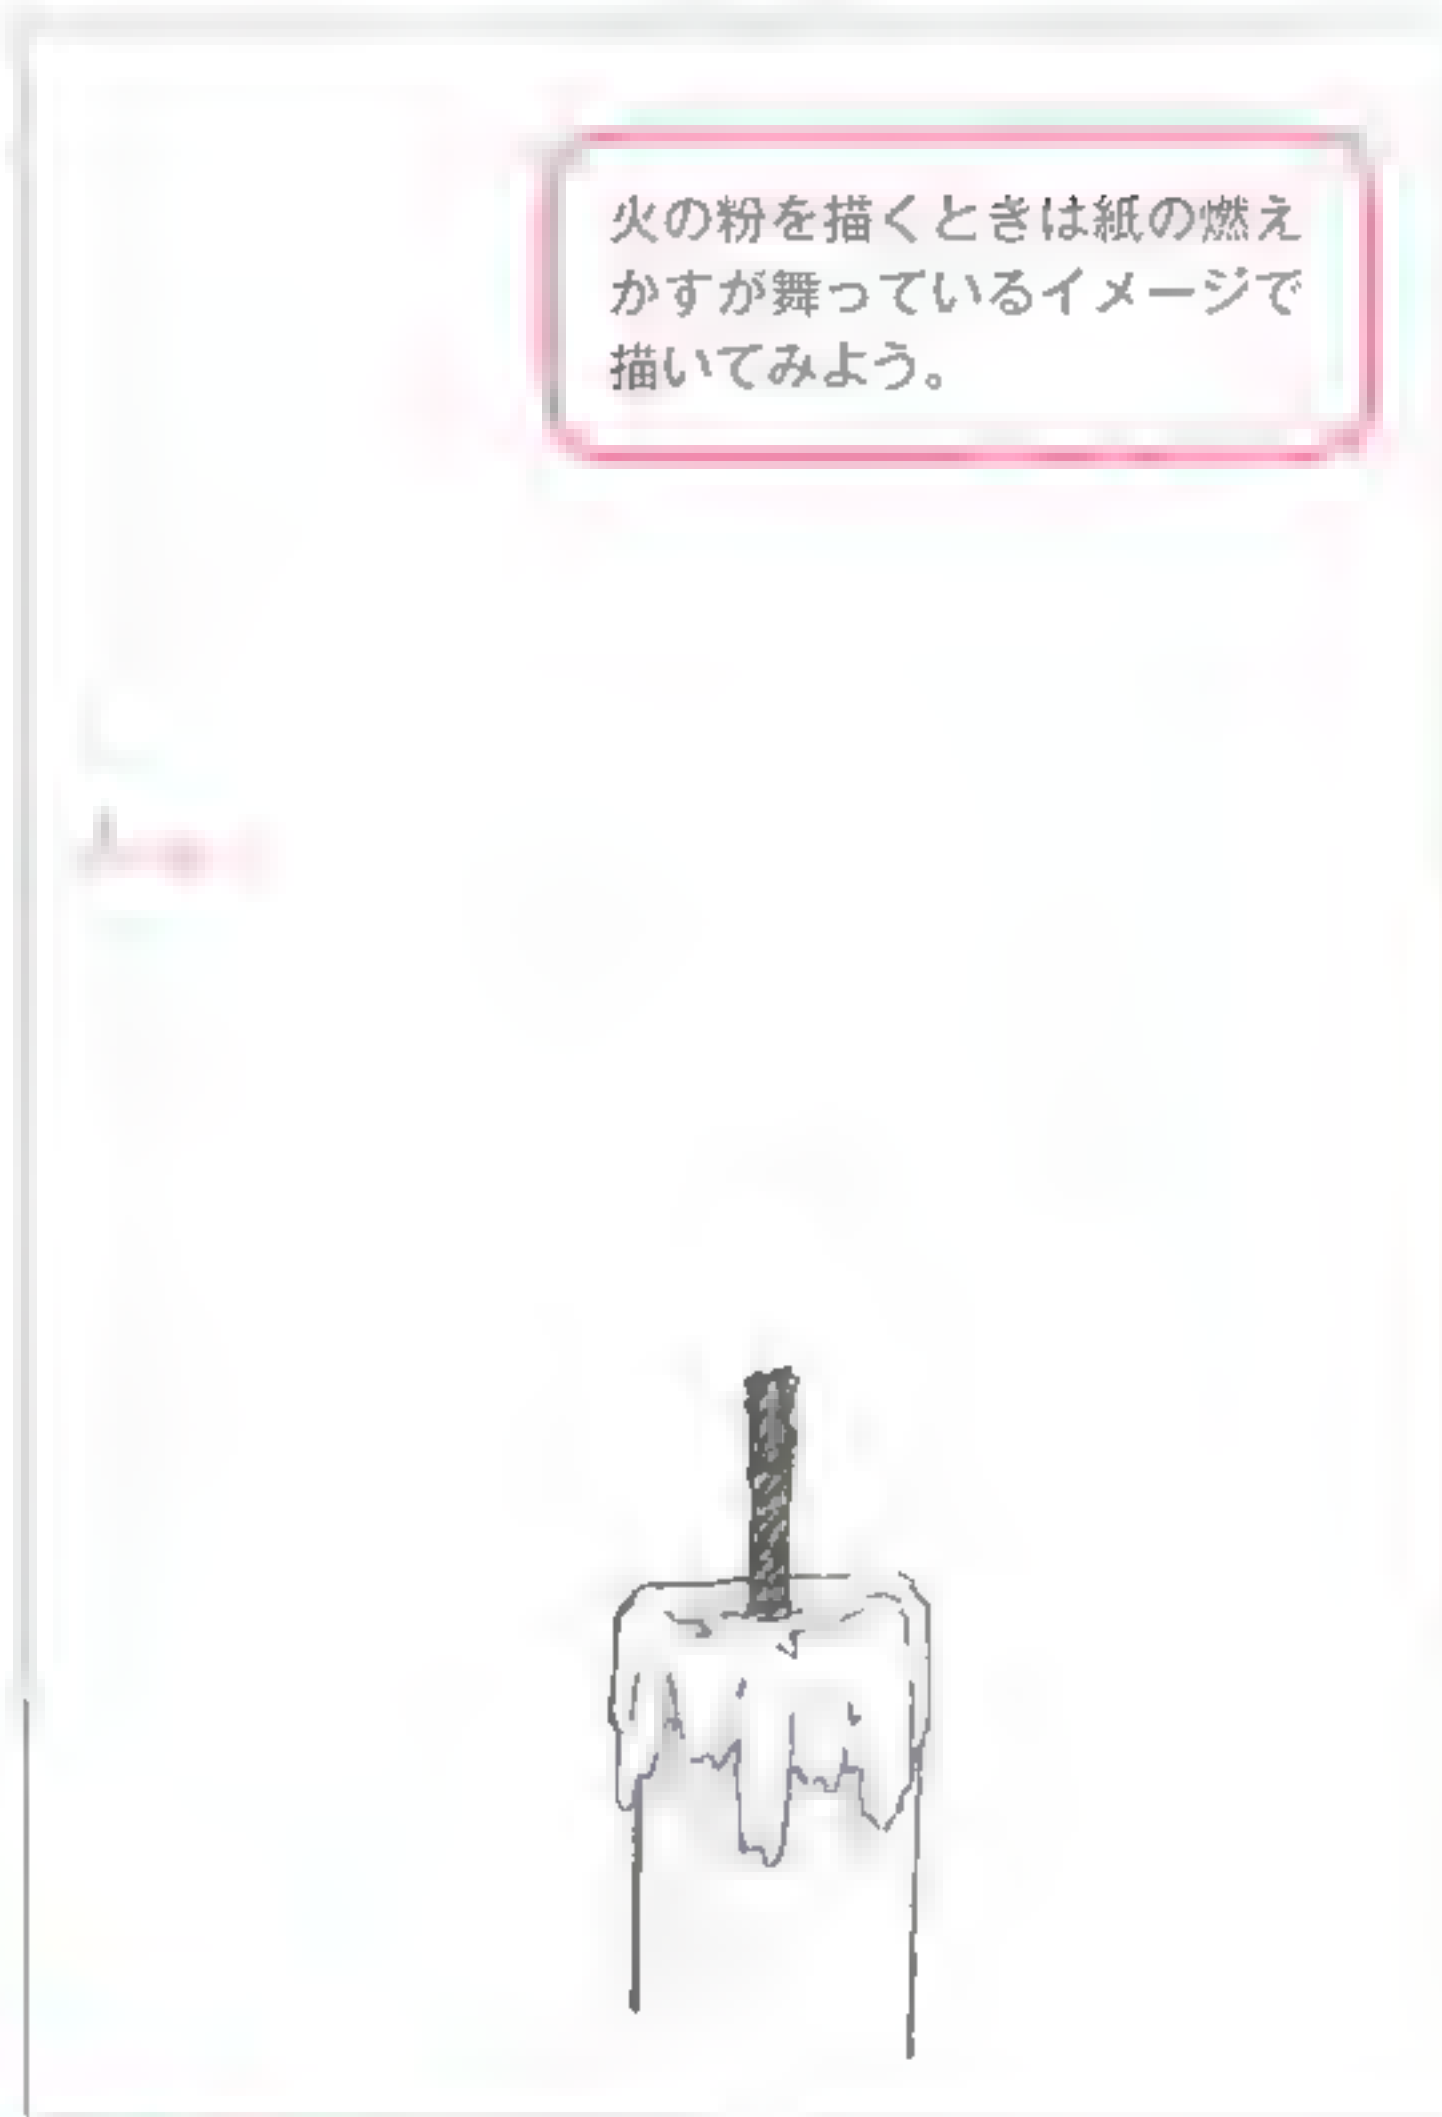 火の粉を描くときは紙の燃え
かすが舞っているイメージで
描いてみよう。